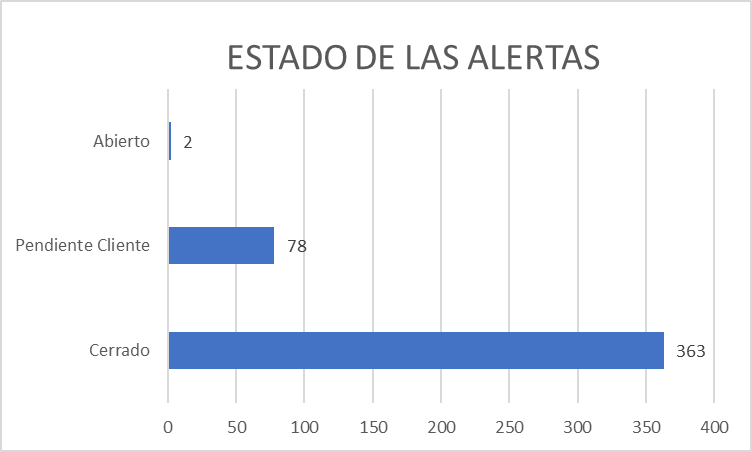 ESTADO DE LAS ALERTAS
Abierto 2
Pendiente Cliente 78
Cerrado 363
0 50 100 150 200 250 300 350 400